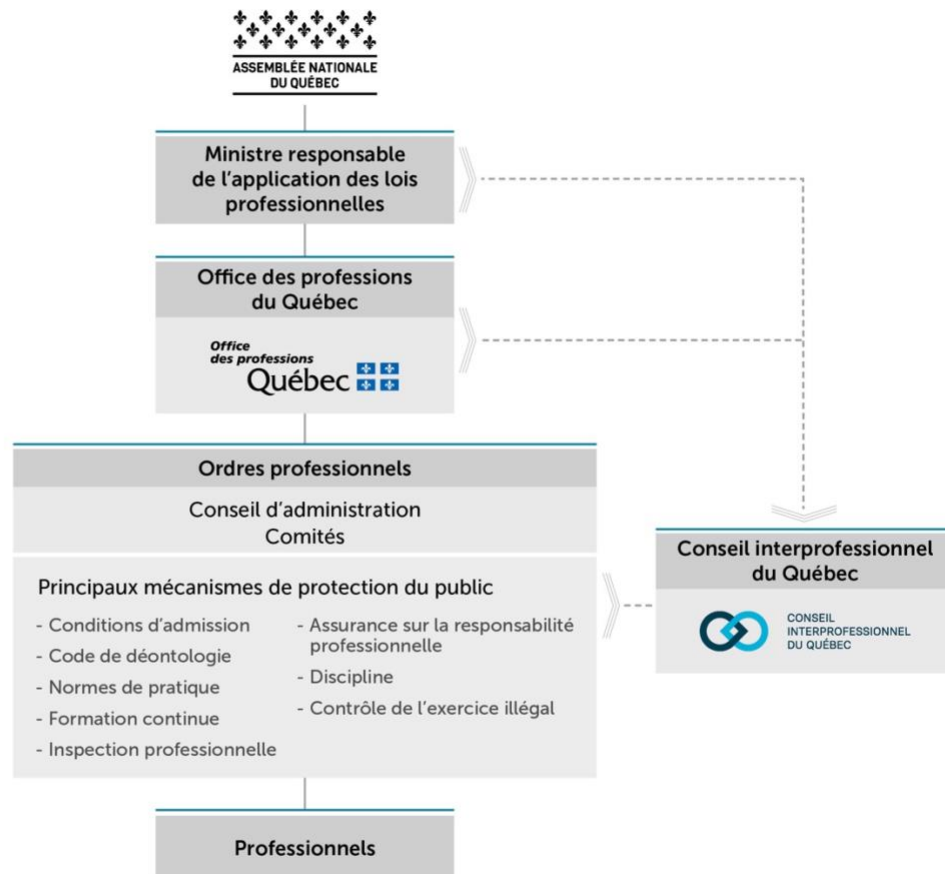 ASSEMBLÉE NATIONALE
DU QUÉBEC
Ministre responsable
de l'application des lois
professionnelles
Office des professions
du Québec
Office
des professions
Québec
Ordres professionnels
Conseil d'administration
Comités
Principaux mécanismes de protection du public
- Conditions d'admission
- Code de déontologie
- Normes de pratique
- Formation continue
- Inspection professionnelle
- Assurance sur la responsabilité
professionnelle
- Discipline
- Contrôle de l'exercice illégal
Conseil interprofessionnel
du Québec
CONSEIL
INTERPROFESSIONNEL
DU QUÉBEC
Professionnels